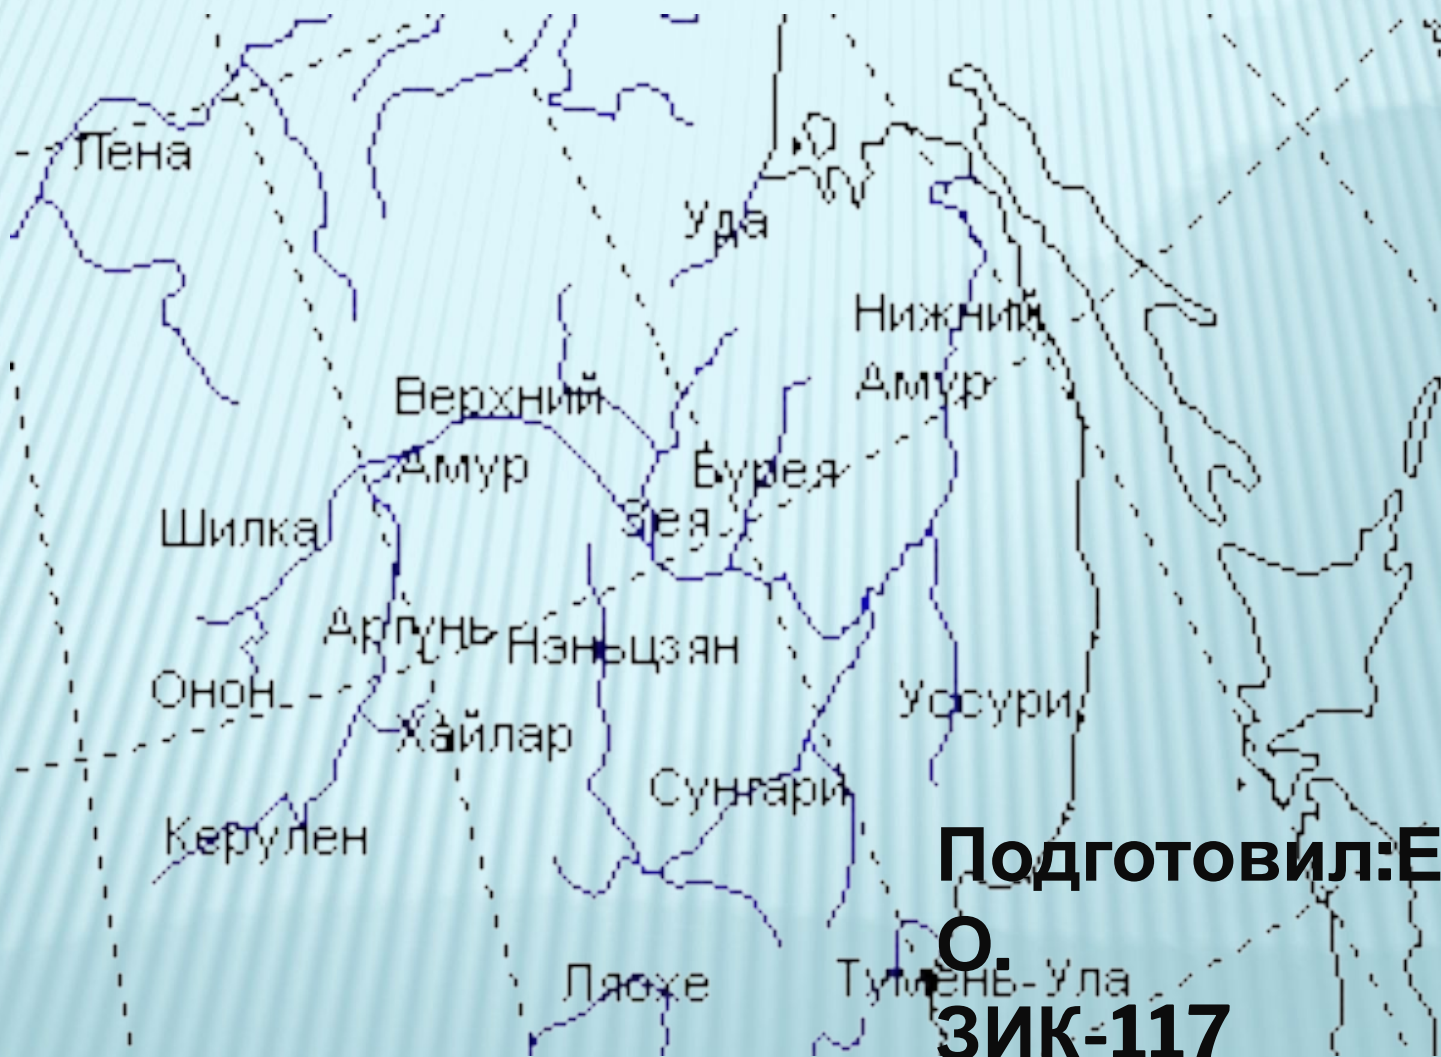 Лена
Уда
Нижний
Амур
Верхний
Амур
Бурея
Зея
Шилка
Аргунь
Нэньцзян
Онон
Уссури
Хайлар
Сунгари
Керулен
Подготовил:Е
О.
Ляохе
Тумень-Ула
ЗИК-117